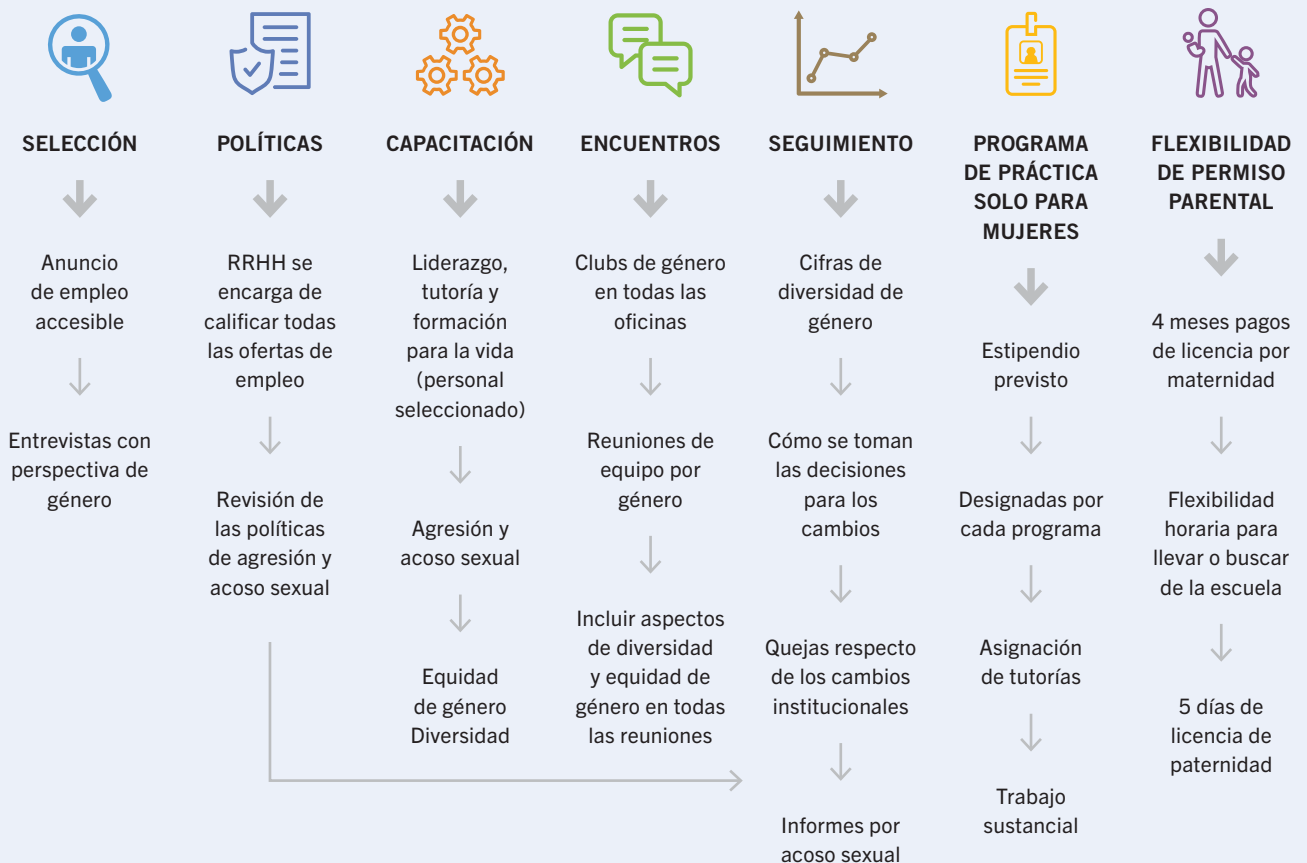 SELECCIÓN
Anuncio
de empleo
accesible
Entrevistas con
perspectiva de
género
POLÍTICAS
RRHH se
encarga de
calificar todas
las ofertas de
empleo
Revisión de
las políticas
de agresión y
acoso sexual
CAPACITACIÓN
Liderazgo,
tutoría y
formación
para la vida
(personal
seleccionado)
Agresión y
acoso sexual
Equidad
de género
Diversidad
ENCUENTROS
Clubs de género
en todas las
oficinas
Reuniones de
equipo por
género
Incluir aspectos
de diversidad
y equidad de
género en todas
las reuniones
SEGUIMIENTO
Cifras de
diversidad de
género
Cómo se toman
las decisiones
para los
cambios
Quejas respecto
de los cambios
institucionales
Informes por
acoso sexual
PROGRAMA
DE PRÁCTICA
SOLO PARA
MUJERES
Estipendio
previsto
Designadas por
cada programa
Asignación
de tutorías
Trabajo
sustancial
FLEXIBILIDAD
DE PERMISO
PARENTAL
4 meses pagos
de licencia por
maternidad
Flexibilidad
horaria para
llevar o buscar
de la escuela
5 días de
licencia de
paternidad